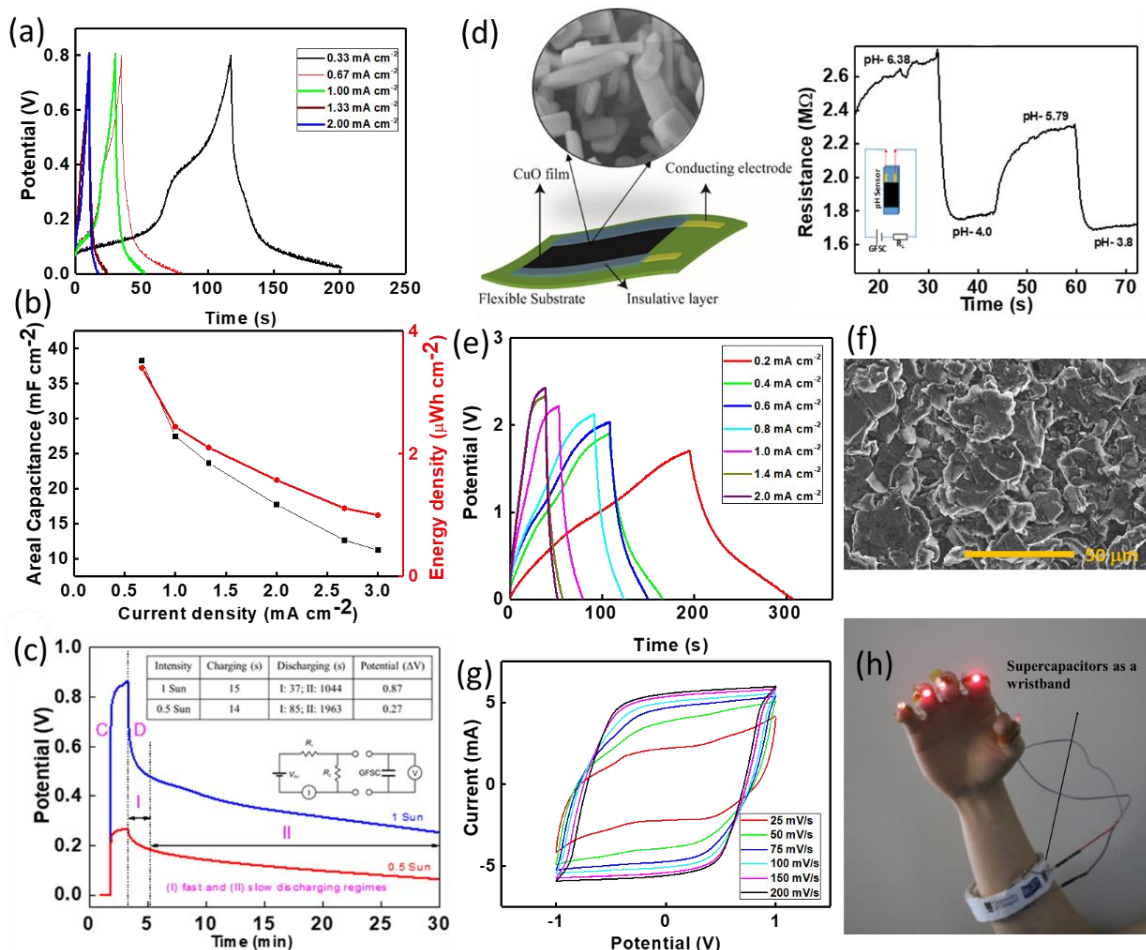 (a)
0.8
0.6
0.4
0.2
0.0
Potential (V)
0.33 mA cm-2
0.67 mA cm-2
1.00 mA cm-2
1.33 mA cm-2
2.00 mA cm-2
0 50 100 150 200 250
Time (s)
(b)
Areal Capacitance (mF cm-2)
40
35
30
25
20
15
10
4
2
0
Energy density (μWh cm-2)
0.5 1.0 1.5 2.0 2.5 3.0
Current density (mA cm-2)
(c)
Potential (V)
1.0
0.8
0.6
0.4
0.2
0.0
Intensity Charging (s) Discharging (s) Potential (ΔV)
1 Sun 15 I: 37; II: 1044 0.87
0.5 Sun 14 I: 85; II: 1963 0.27
C D
I
II
GFSC
V
I
1 Sun
0.5 Sun
(I) fast and (II) slow discharging regimes
0 5 10 15 20 25 30
Time (min)
(d)
CuO film
Conducting electrode
Flexible Substrate
Insulative layer
Resistance (MΩ)
2.6
2.4
2.2
2.0
1.8
1.6
pH- 6.38
pH- 5.79
pH- 4.0
pH- 3.8
pH Sensor
GFSC
20 30 40 50 60 70
Time (s)
(e)
Potential (V)
3
2
1
0
0.2 mA cm-2
0.4 mA cm-2
0.6 mA cm-2
0.8 mA cm-2
1.0 mA cm-2
1.4 mA cm-2
2.0 mA cm-2
0 100 200 300
Time (s)
(f)
50 μm
(g)
Current (mA)
5
0
-5
25 mV/s
50 mV/s
75 mV/s
100 mV/s
150 mV/s
200 mV/s
-1 0 1
Potential (V)
(h)
Supercapacitors as a
wristband